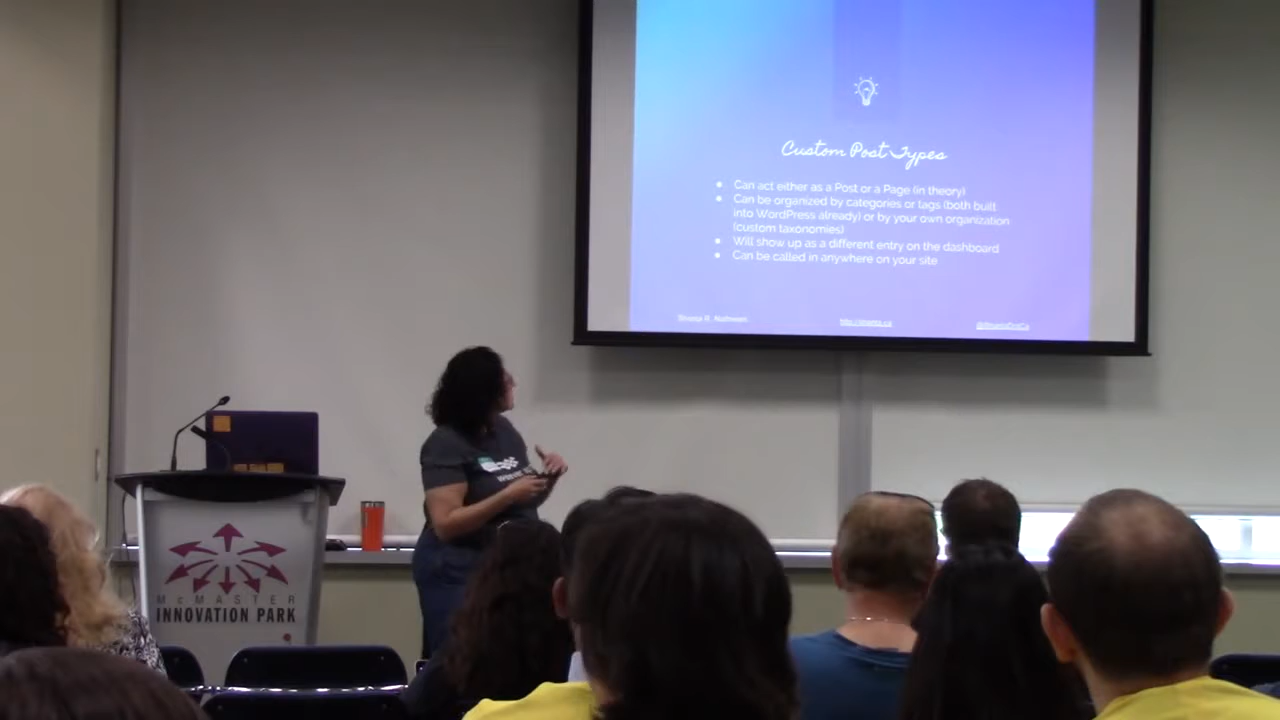 Custom Post Types
Can act either as a Post or a Page (in theory)
Can be organized by categories or tags (both built
into WordPress already) or by your own organization
(custom taxonomies)
Will show up as a different entry on the dashboard
Can be called in anywhere on your site
McMASTER
INNOVATION PARK